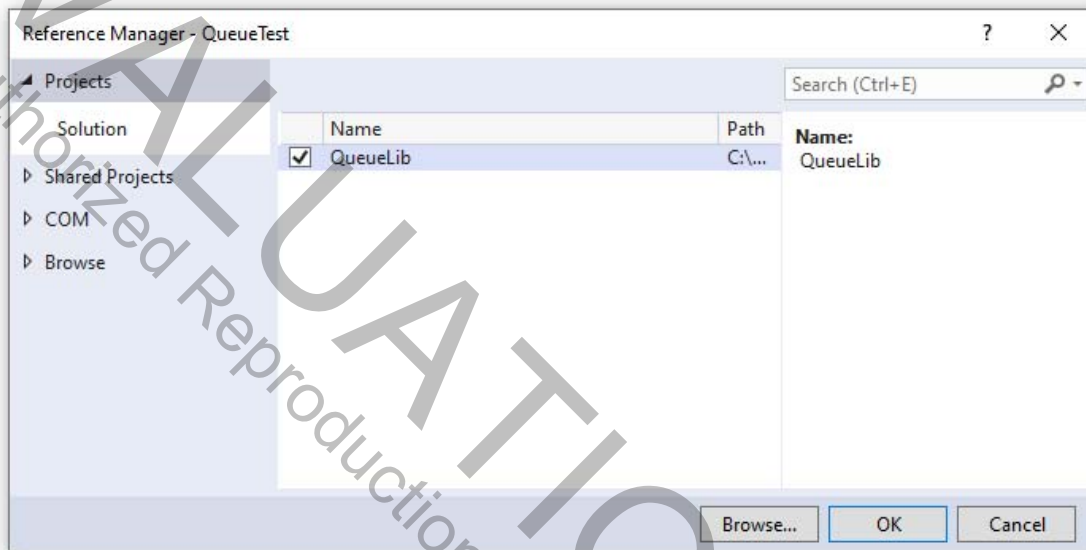 Reference Manager - QueueTest
?
Projects
Search (Ctrl+E)
Solution
Name
Path
Name:
QueueLib
C:\...
QueueLib
Shared Projects
COM
Browse
Browse...
OK
Cancel